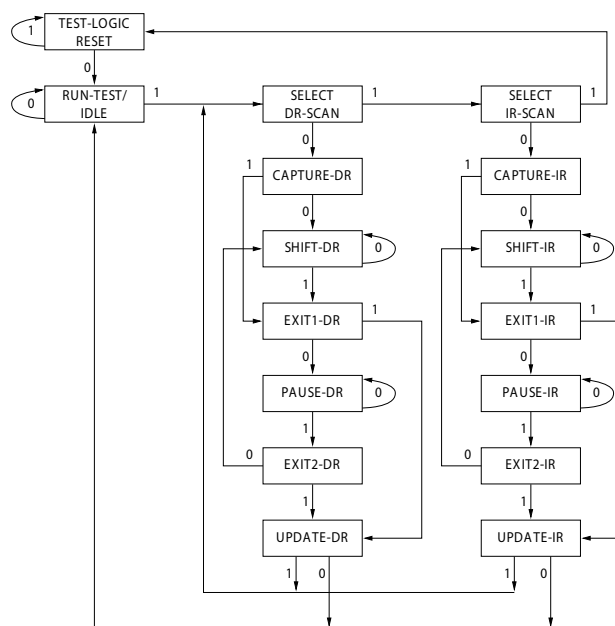 1
TEST-LOGIC
RESET
0
0
RUN-TEST/
IDLE
1
SELECT
DR-SCAN
1
SELECT
IR-SCAN
1
0
0
1
CAPTURE-DR
1
CAPTURE-IR
0
0
SHIFT-DR
0
SHIFT-IR
0
1
1
EXIT1-DR
1
EXIT1-IR
1
0
0
PAUSE-DR
0
PAUSE-IR
0
1
1
0
EXIT2-DR
0
EXIT2-IR
1
1
UPDATE-DR
UPDATE-IR
1
0
1
0